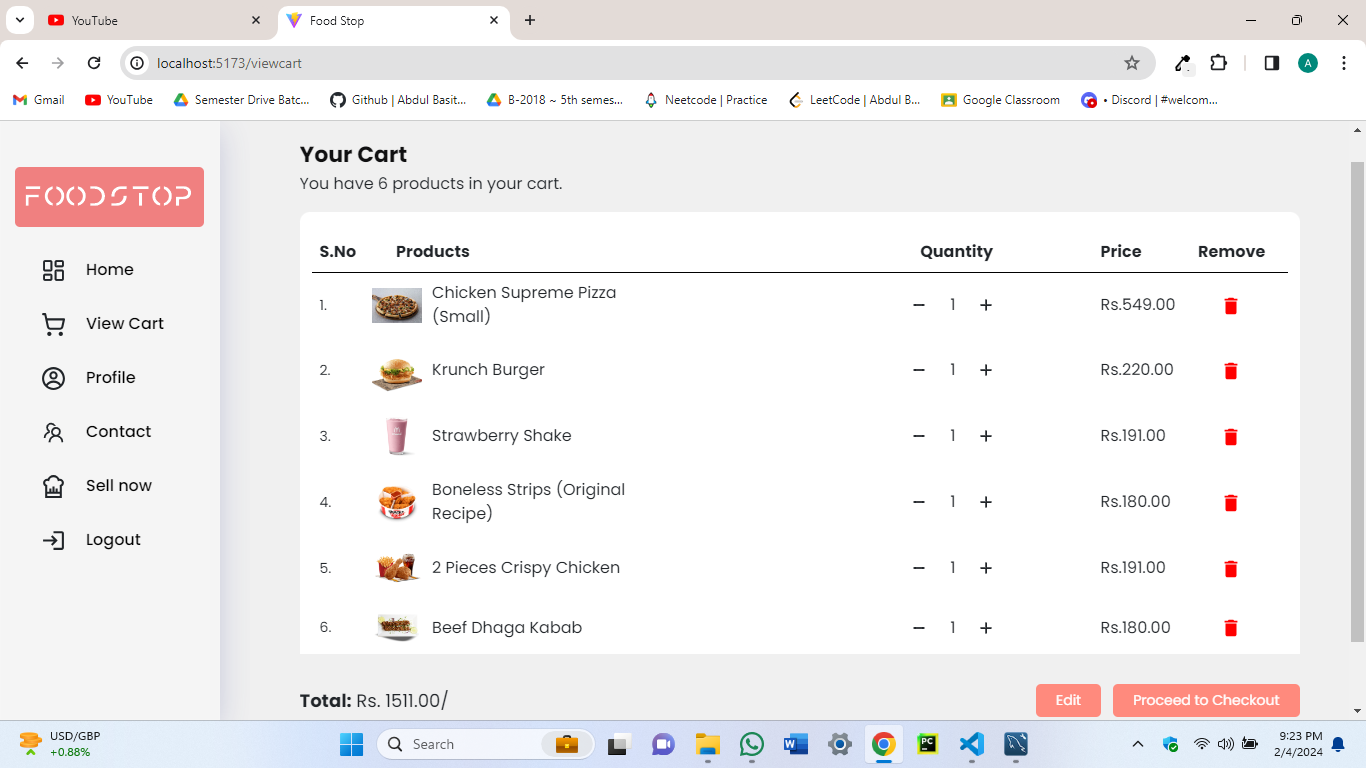 YouTube
Food Stop
localhost:5173/viewcart
A
Gmail
YouTube
Semester Drive Batc...
Github | Abdul Basit...
B-2018 ~ 5th semes...
Neetcode | Practice
LeetCode | Abdul B...
Google Classroom
• Discord | #welcom...
FOODSTOP
Home
View Cart
Profile
Contact
Sell now
Logout
Your Cart
You have 6 products in your cart.
S.No Products Quantity Price Remove
1. Chicken Supreme Pizza
(Small) 1 Rs.549.00
2. Krunch Burger 1 Rs.220.00
3. Strawberry Shake 1 Rs.191.00
4. Boneless Strips (Original
Recipe) 1 Rs.180.00
5. 2 Pieces Crispy Chicken 1 Rs.191.00
6. Beef Dhaga Kabab 1 Rs.180.00
Total: Rs. 1511.00/
Edit
Proceed to Checkout
USD/GBP
+0.88%
Search
PC
9:23 PM
2/4/2024